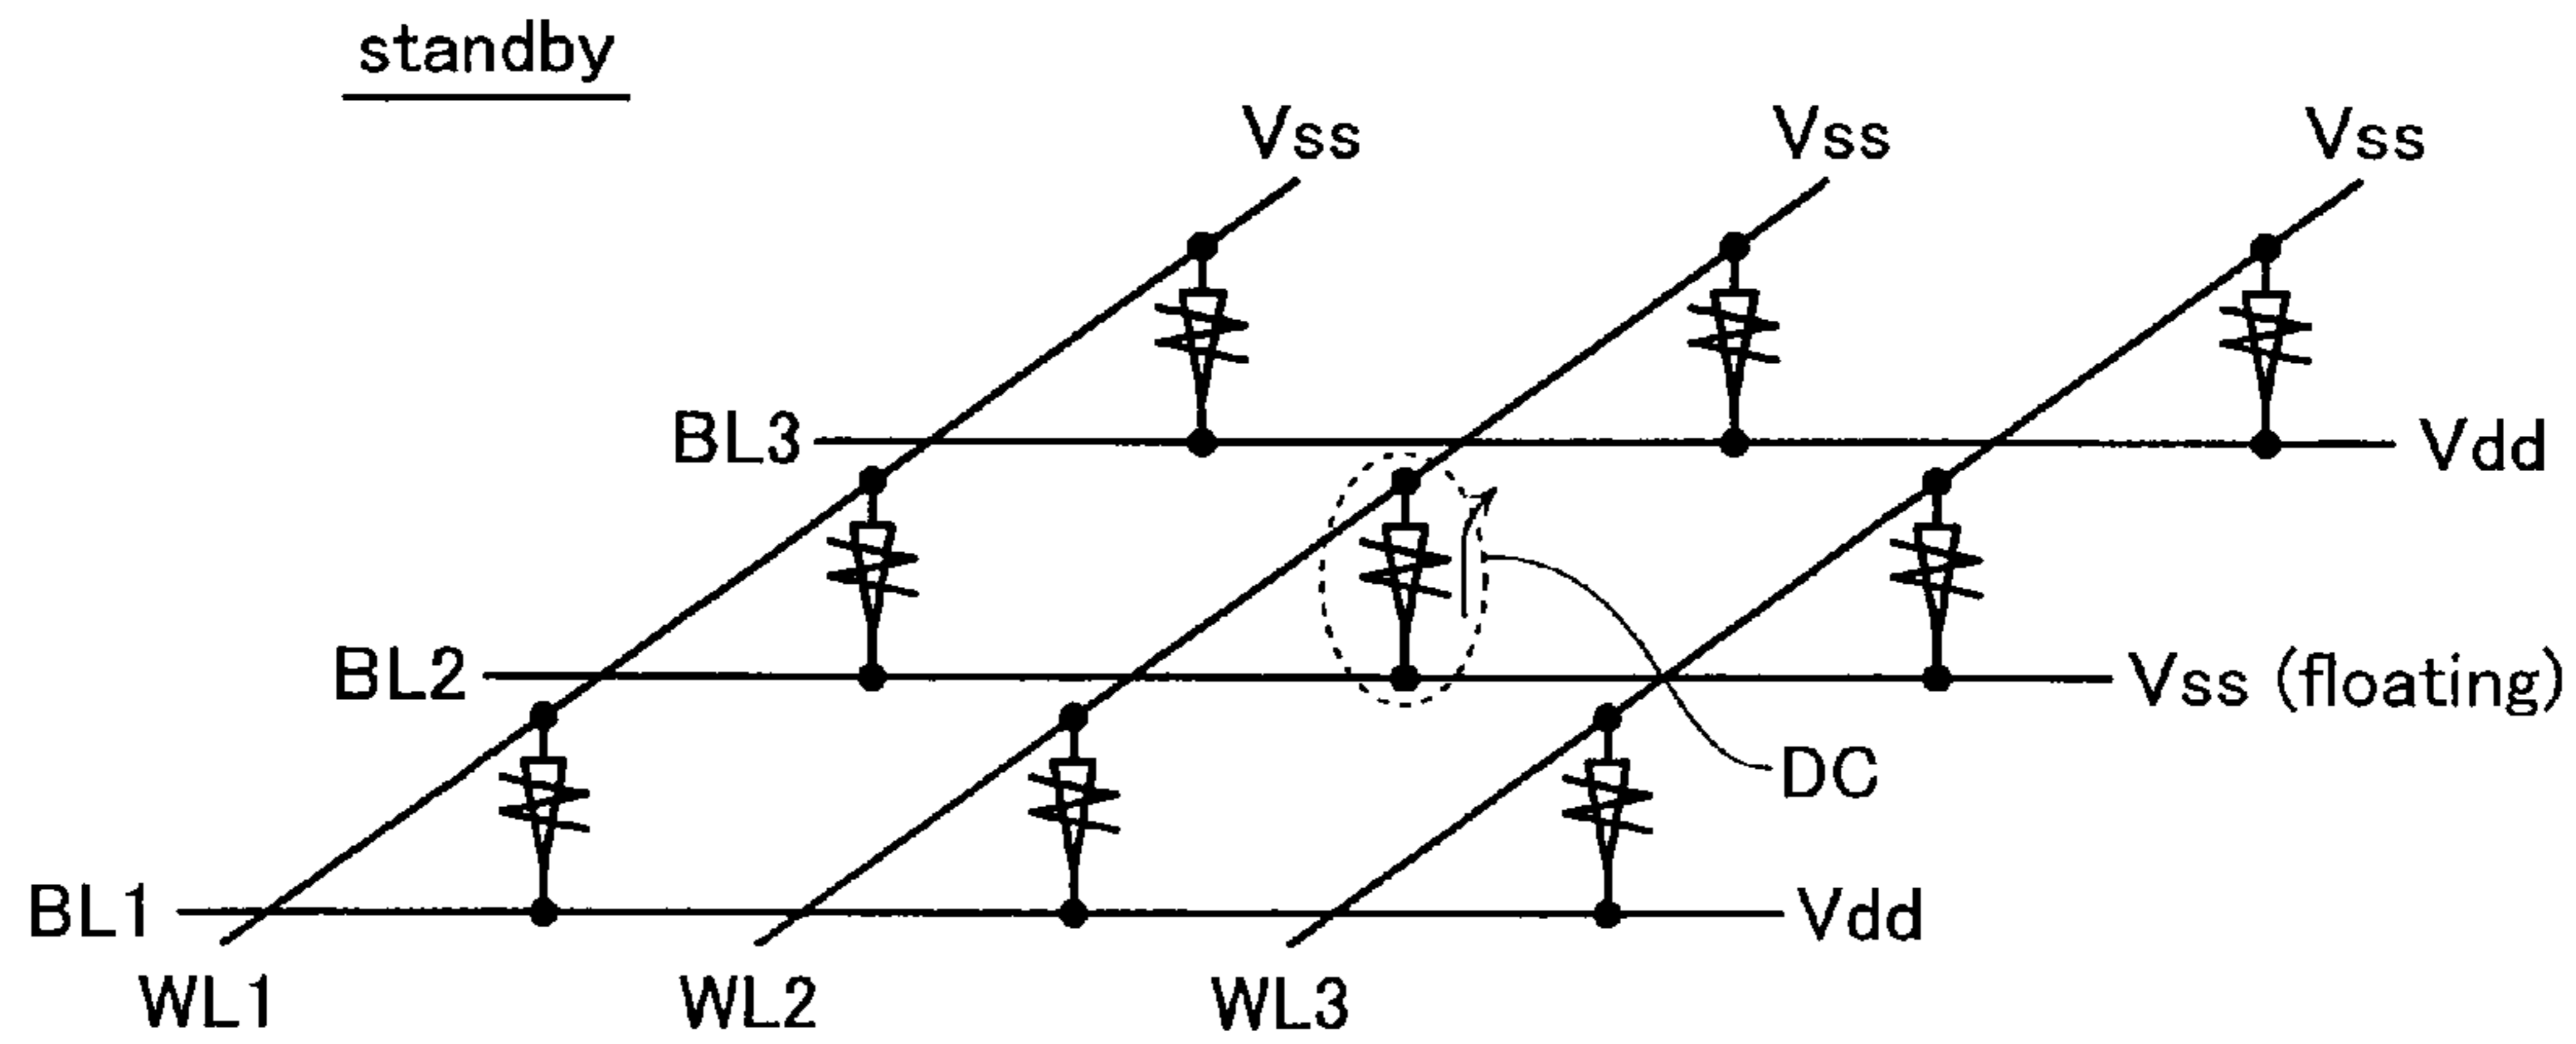 standby
Vss
Vss
Vss
BL3
Vdd
BL2
Vss (floating)
DC
BL1
Vdd
WL1
WL2
WL3